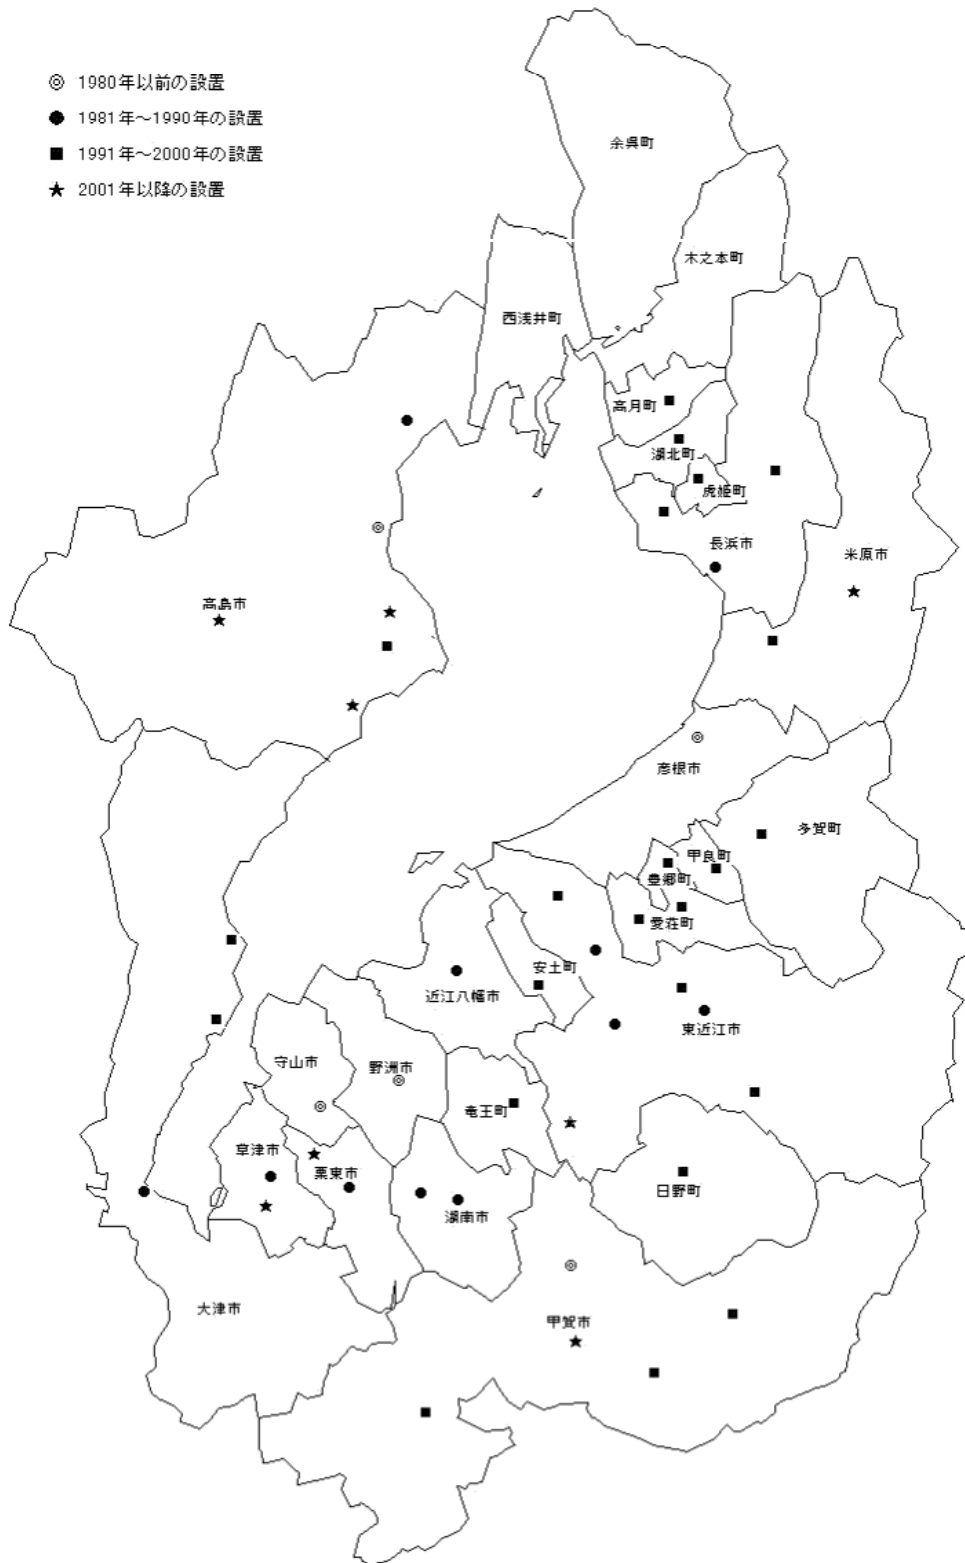 ◎ 1980年以前の設置
● 1981年～1990年の設置
■ 1991年～2000年の設置
★ 2001年以降の設置
余呉町
木之本町
西浅井町
高月町
湖北町
虎姫町
長浜市
米原市
高島市
彦根市
多賀町
甲良町
豊郷町
愛荘町
安土町
近江八幡市
東近江市
守山市
野洲市
竜王町
草津市
栗東市
日野町
湖南市
大津市
甲賀市